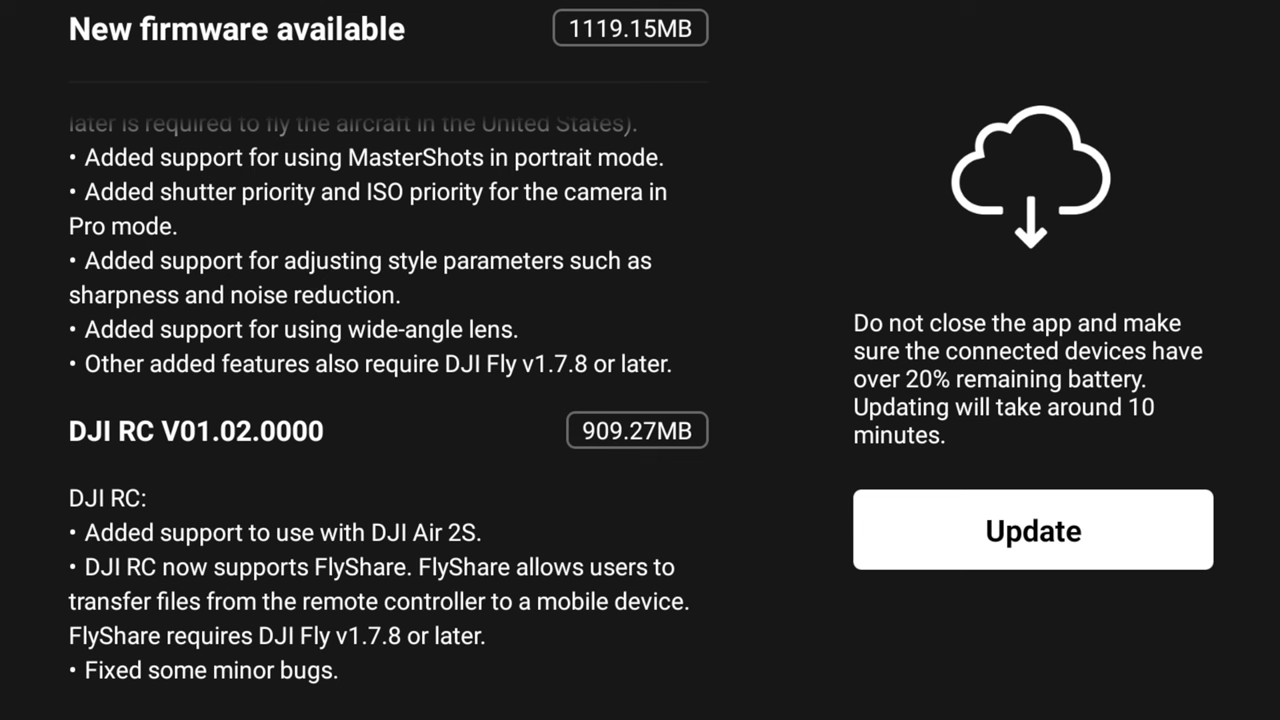 New firmware available
1119.15MB
later is required to fly the aircraft in the United States).
• Added support for using MasterShots in portrait mode.
• Added shutter priority and ISO priority for the camera in
Pro mode.
• Added support for adjusting style parameters such as
sharpness and noise reduction.
• Added support for using wide-angle lens.
• Other added features also require DJI Fly v1.7.8 or later.
DJI RC V01.02.0000
909.27MB
DJI RC:
• Added support to use with DJI Air 2S.
• DJI RC now supports FlyShare. FlyShare allows users to
transfer files from the remote controller to a mobile device.
FlyShare requires DJI Fly v1.7.8 or later.
• Fixed some minor bugs.
Do not close the app and make
sure the connected devices have
over 20% remaining battery.
Updating will take around 10
minutes.
Update